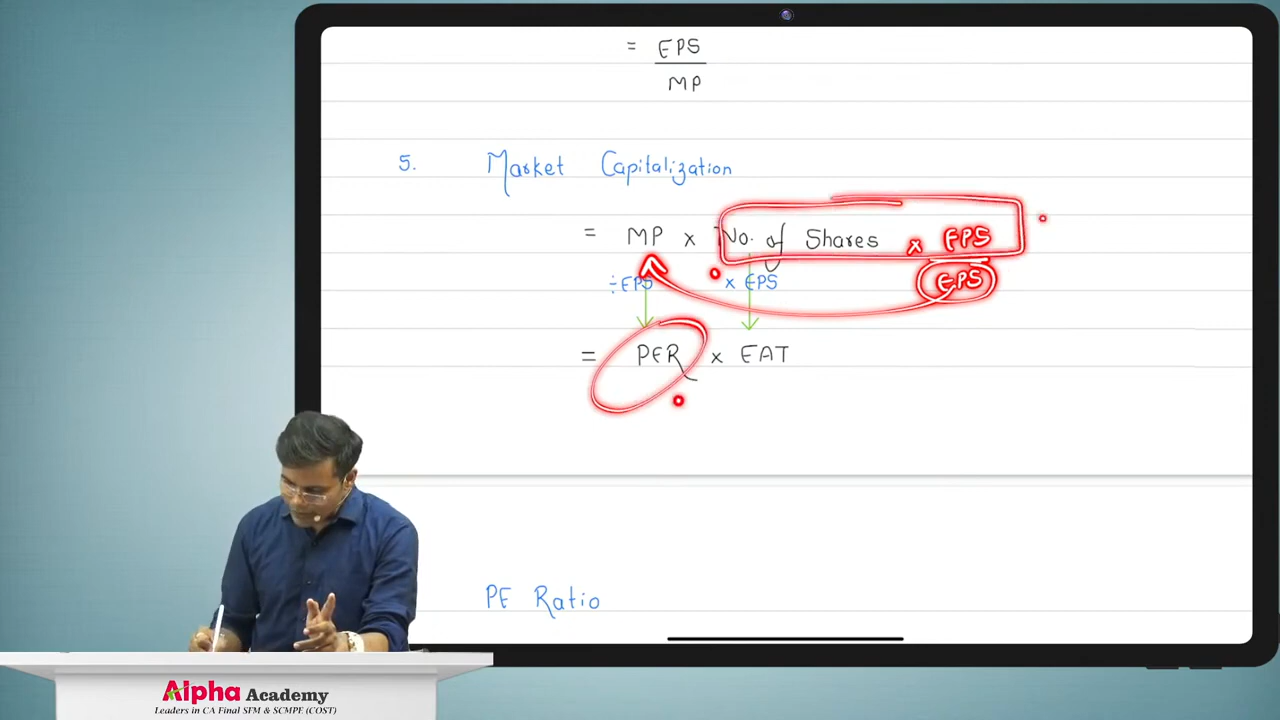 = EPS
MP
5. Market Capitalization
= MP x No. of Shares x EPS
÷EPS x EPS EPS
= PER x EAT
PE Ratio
Alpha Academy
Leaders in CA Final SFM & SCMPE (COST)